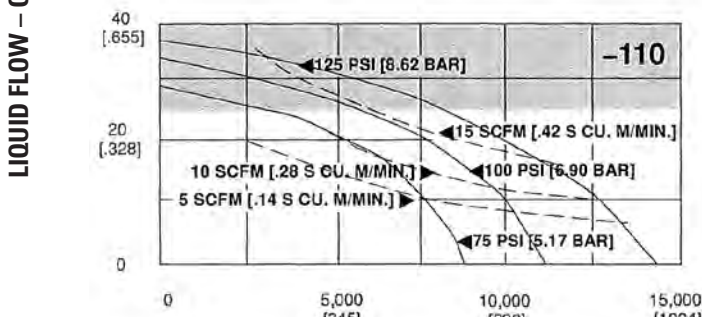 LIQUID FLOW –
40
[.655]
–110
◄125 PSI [8.62 BAR]
20
[.328]
◄15 SCFM [.42 S CU. M/MIN.]
10 SCFM [.28 S CU. M/MIN.]►
◄100 PSI [6.90 BAR]
5 SCFM [.14 S CU. M/MIN.]►
◄75 PSI [5.17 BAR]
0
0
5,000
10,000
15,000